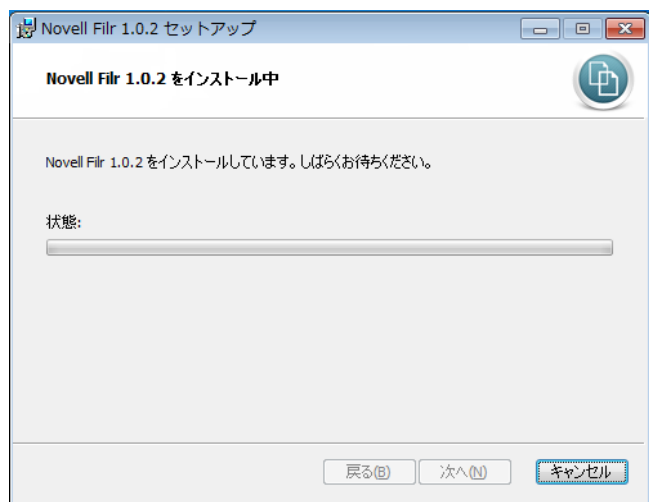 Novell Filr 1.0.2 セットアップ
Novell Filr 1.0.2 をインストール中
Novell Filr 1.0.2 をインストールしています。しばらくお待ちください。
状態:
戻る(B) 次へ(N) キャンセル